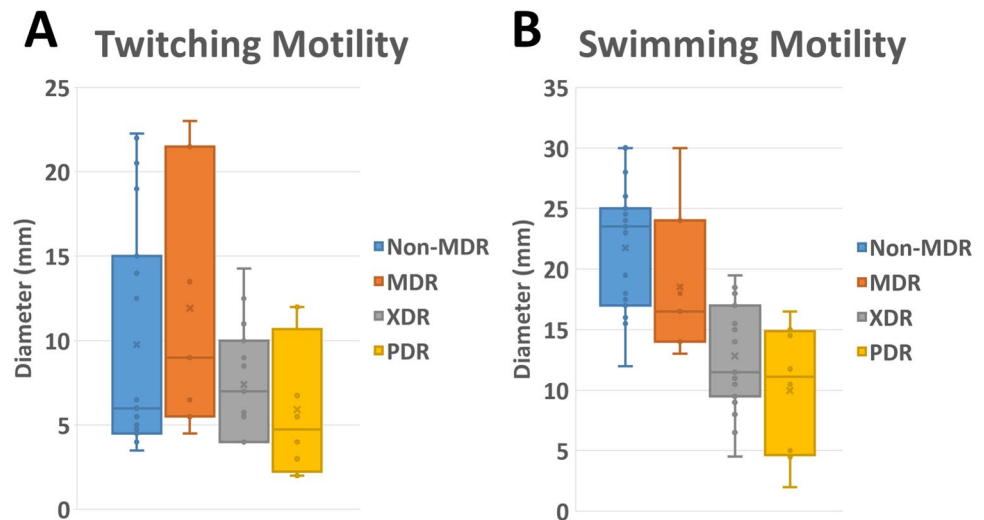 A Twitching Motility
25
20
15
10
5
0
Diameter (mm)
Non-MDR
MDR
XDR
PDR
B Swimming Motility
35
30
25
20
15
10
5
0
Diameter (mm)
Non-MDR
MDR
XDR
PDR